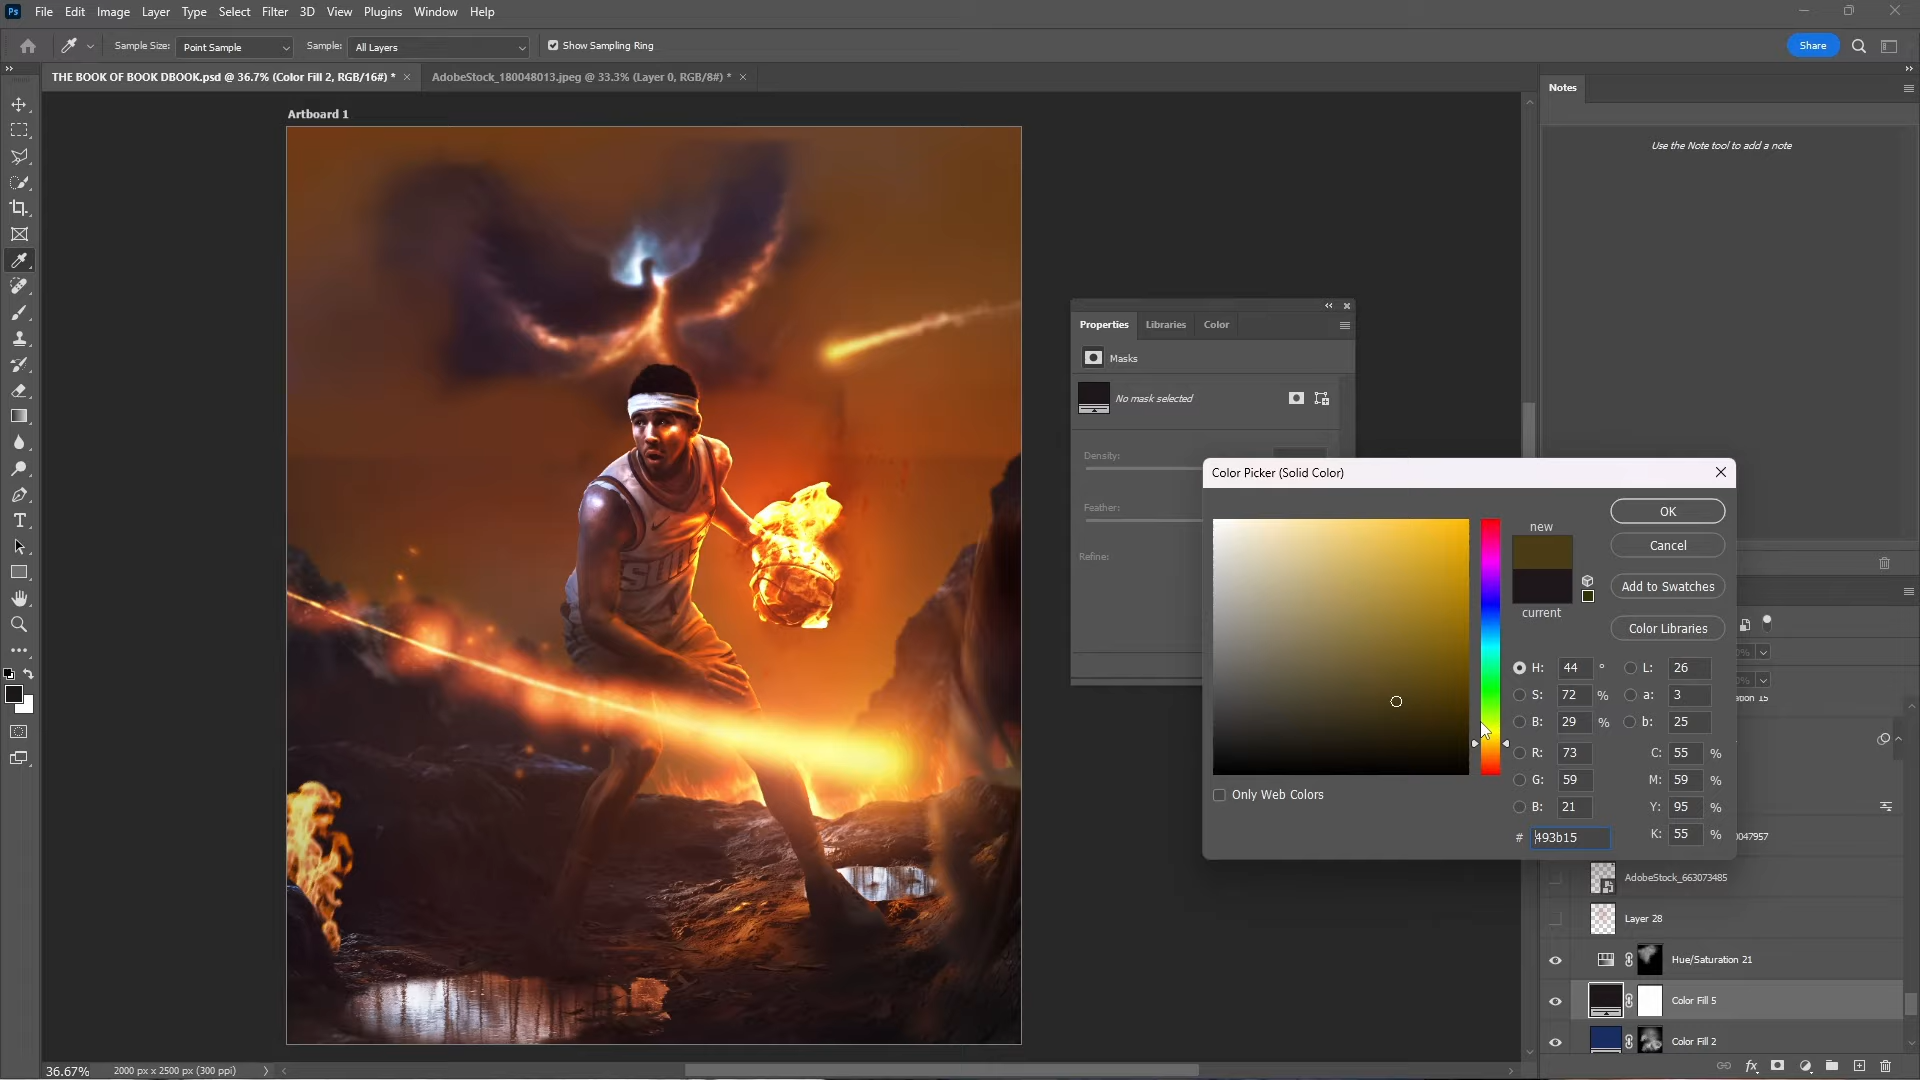 Ps File Edit Image Layer Type Select Filter 3D View Plugins Window Help
Sample Size: Point Sample Sample: All Layers Show Sampling Ring Share
THE BOOK OF BOOK DBOOK.psd @ 36.7% (Color Fill 2, RGB/16#) * × AdobeStock_180048013.jpeg @ 33.3% (Layer 0, RGB/8#) * ×
Notes
Artboard 1
Use the Note tool to add a note
Properties Libraries Color
Masks
No mask selected
Density:
Feather:
Refine:
Color Picker (Solid Color)
OK
new
Cancel
Add to Swatches
current
Color Libraries
H: 44 ° L: 26
S: 72 % a: 3
B: 29 % b: 25
R: 73 C: 55 %
G: 59 M: 59 %
B: 21 Y: 95 %
Only Web Colors
# 493b15 K: 55 %
0047957
AdobeStock_663073485
Layer 28
Hue/Saturation 21
Color Fill 5
Color Fill 2
36.67% 2000 px x 2500 px (300 ppi)